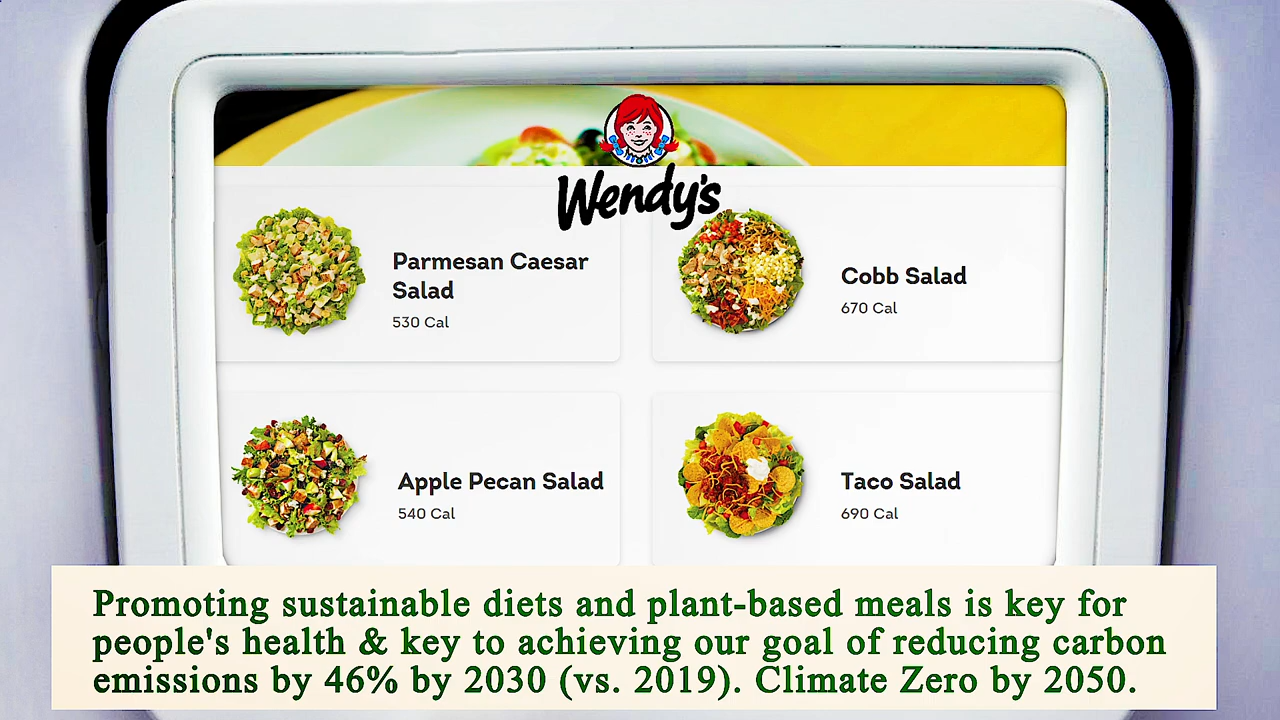 Wendy's
Parmesan Caesar
Salad
530 Cal
Cobb Salad
670 Cal
Apple Pecan Salad
540 Cal
Taco Salad
690 Cal
Promoting sustainable diets and plant-based meals is key for
people's health & key to achieving our goal of reducing carbon
emissions by 46% by 2030 (vs. 2019). Climate Zero by 2050.